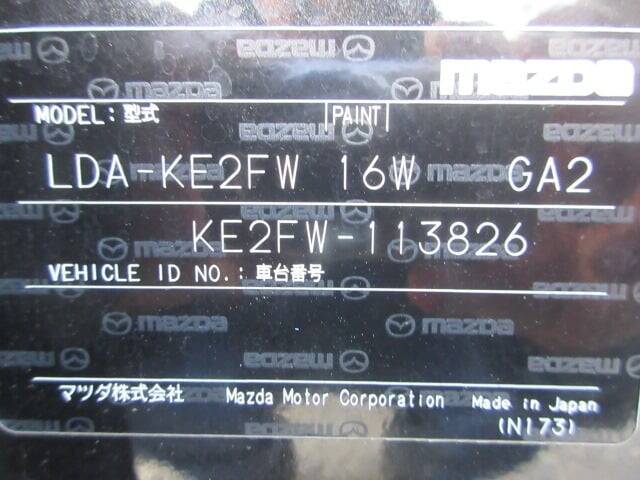 mazda
MODEL: 型式 PAINT
LDA-KE2FW 16W GA2
KE2FW-113826
VEHICLE ID NO.: 車台番号
マツダ株式会社 Mazda Motor Corporation Made in Japan
(N173)